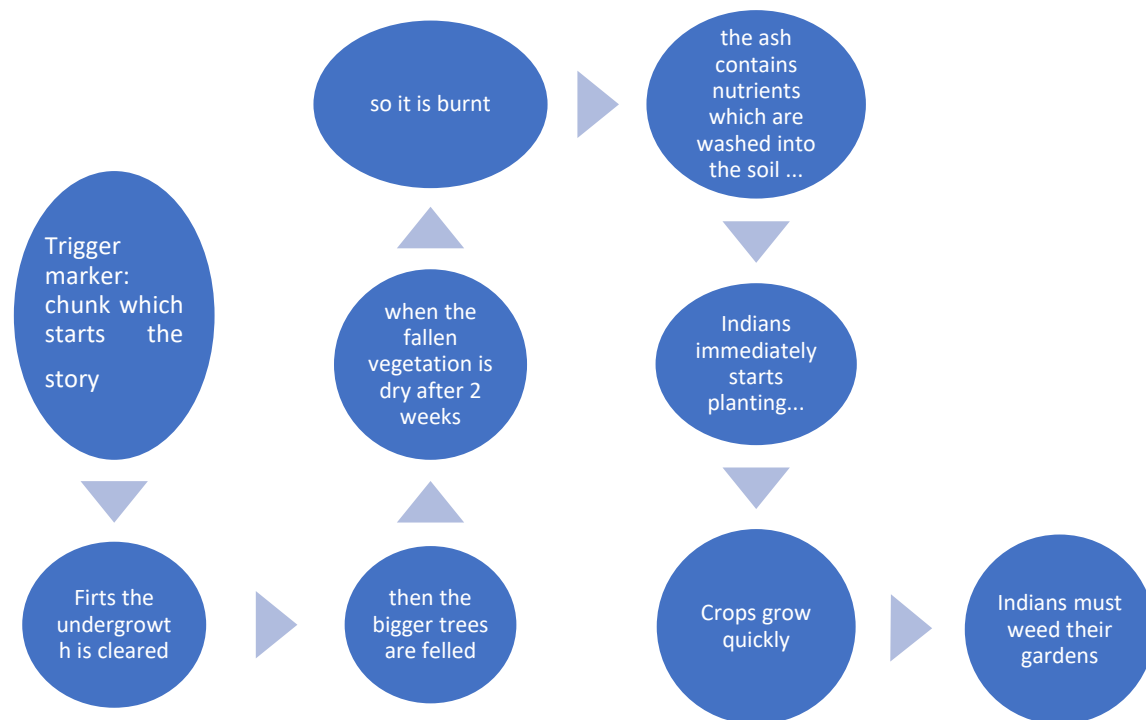 Trigger
marker:
chunk which
starts the
story
Firts the
undergrowt
h is cleared
then the
bigger trees
are felled
when the
fallen
vegetation is
dry after 2
weeks
so it is burnt
the ash
contains
nutrients
which are
washed into
the soil ...
Indians
immediately
starts
planting...
Crops grow
quickly
Indians must
weed their
gardens